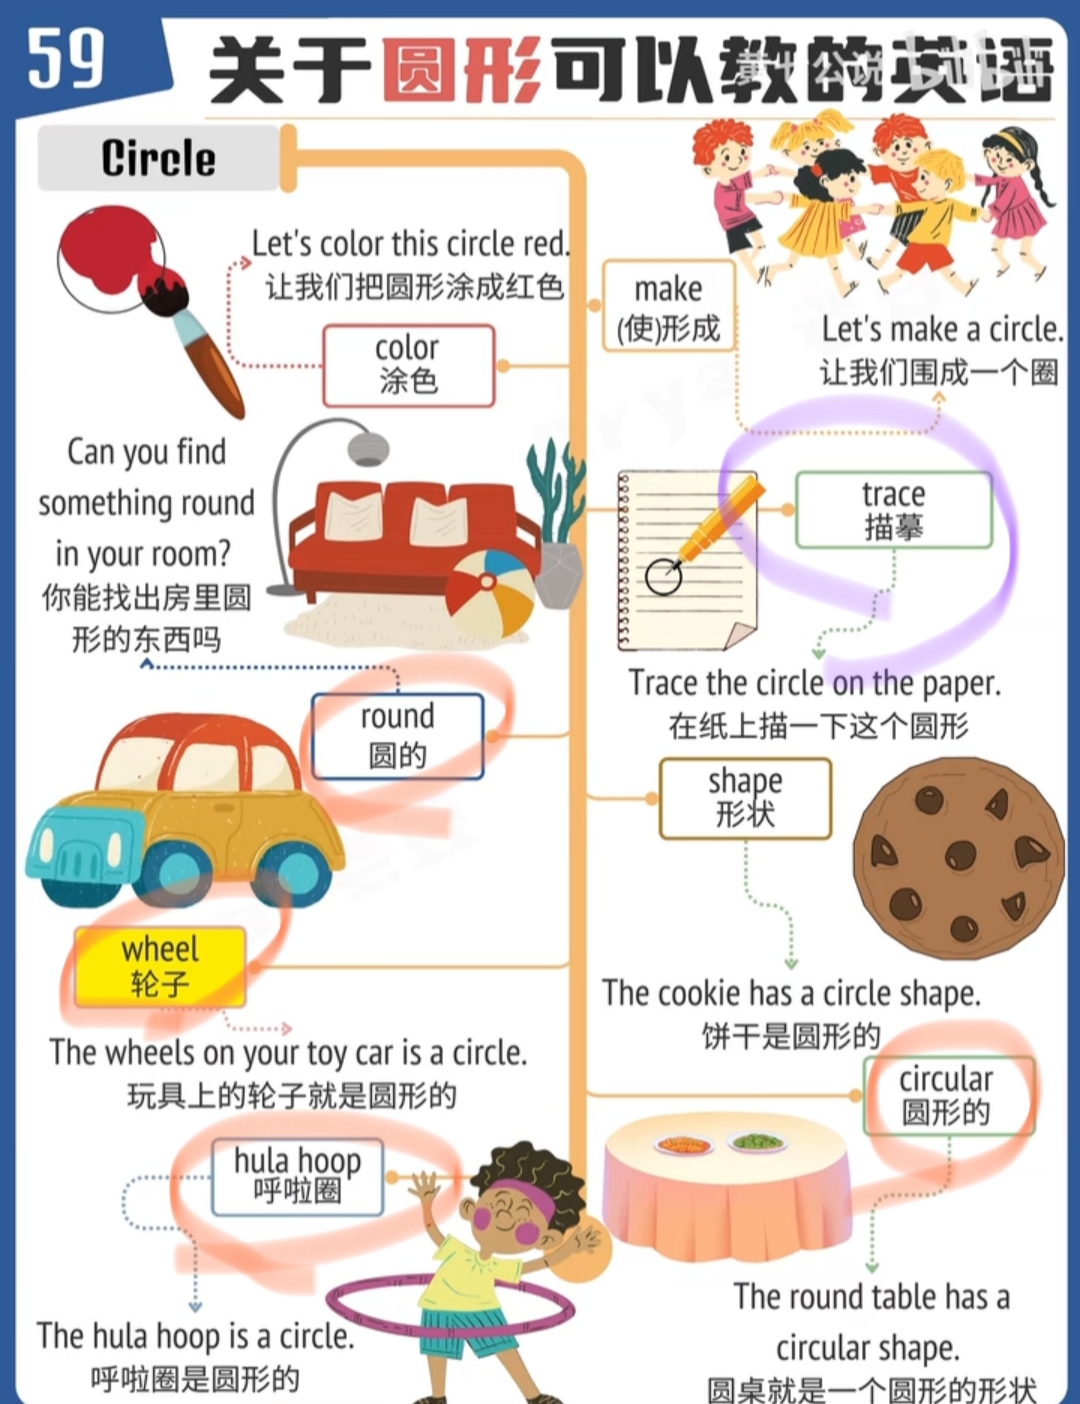 59
关于圆形可以教的英语
Circle
Let's color this circle red.
让我们把圆形涂成红色
color
涂色
make
(使)形成
Let's make a circle.
让我们围成一个圈
Can you find
something round
in your room?
你能找出房里圆
形的东西吗
trace
描摹
Trace the circle on the paper.
在纸上描一下这个圆形
round
圆的
shape
形状
The cookie has a circle shape.
饼干是圆形的
wheel
轮子
The wheels on your toy car is a circle.
玩具上的轮子就是圆形的
circular
圆形的
hula hoop
呼啦圈
The hula hoop is a circle.
呼啦圈是圆形的
The round table has a
circular shape.
圆桌就是一个圆形的形状